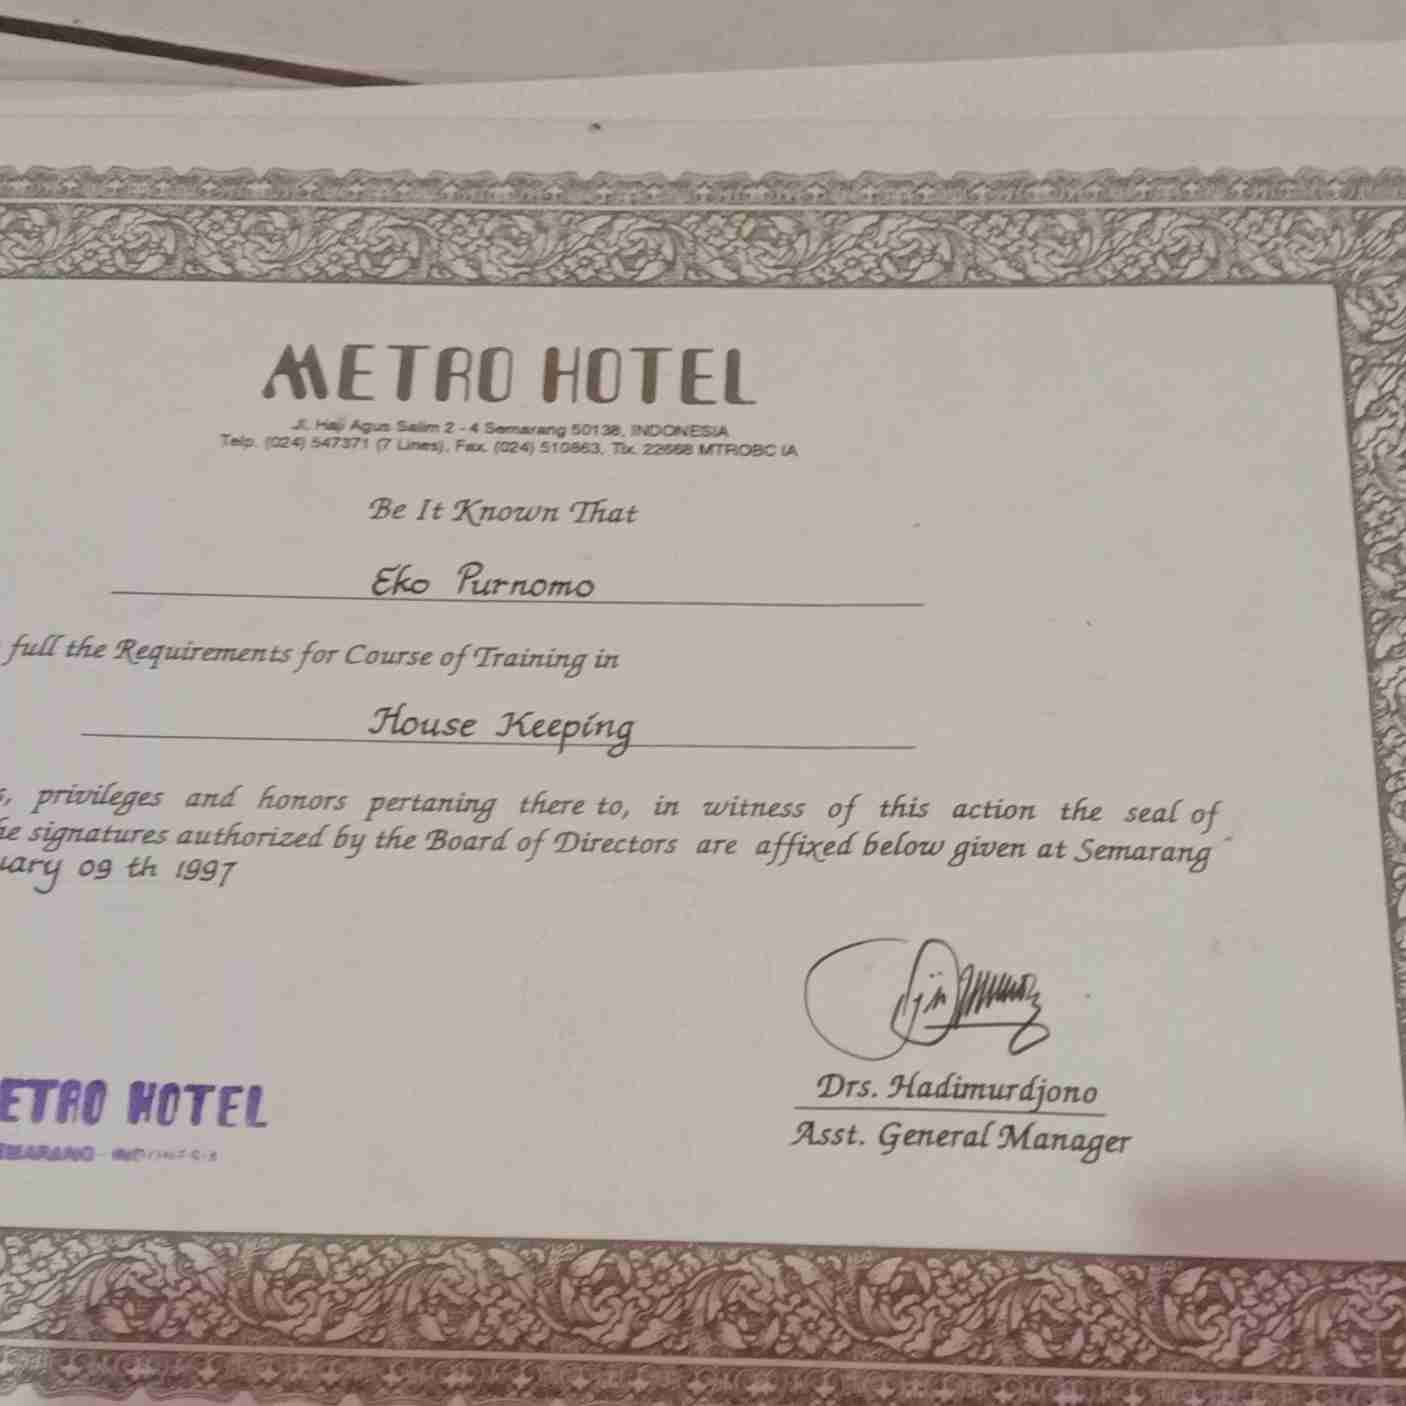 METRO HOTEL
Jl. Haji Agus Salim 2 - 4 Semarang 50138, INDONESIA
Telp. (024) 547371 (7 Lines), Fax. (024) 510863, Tlx. 22668 MTROBC IA
Be It Known That
Eko Purnomo
full the Requirements for Course of Training in
House Keeping
s, privileges and honors pertaning there to, in witness of this action the seal of
he signatures authorized by the Board of Directors are affixed below given at Semarang
uary 09 th 1997
Drs. Hadimurdjono
Asst. General Manager
ETRO HOTEL